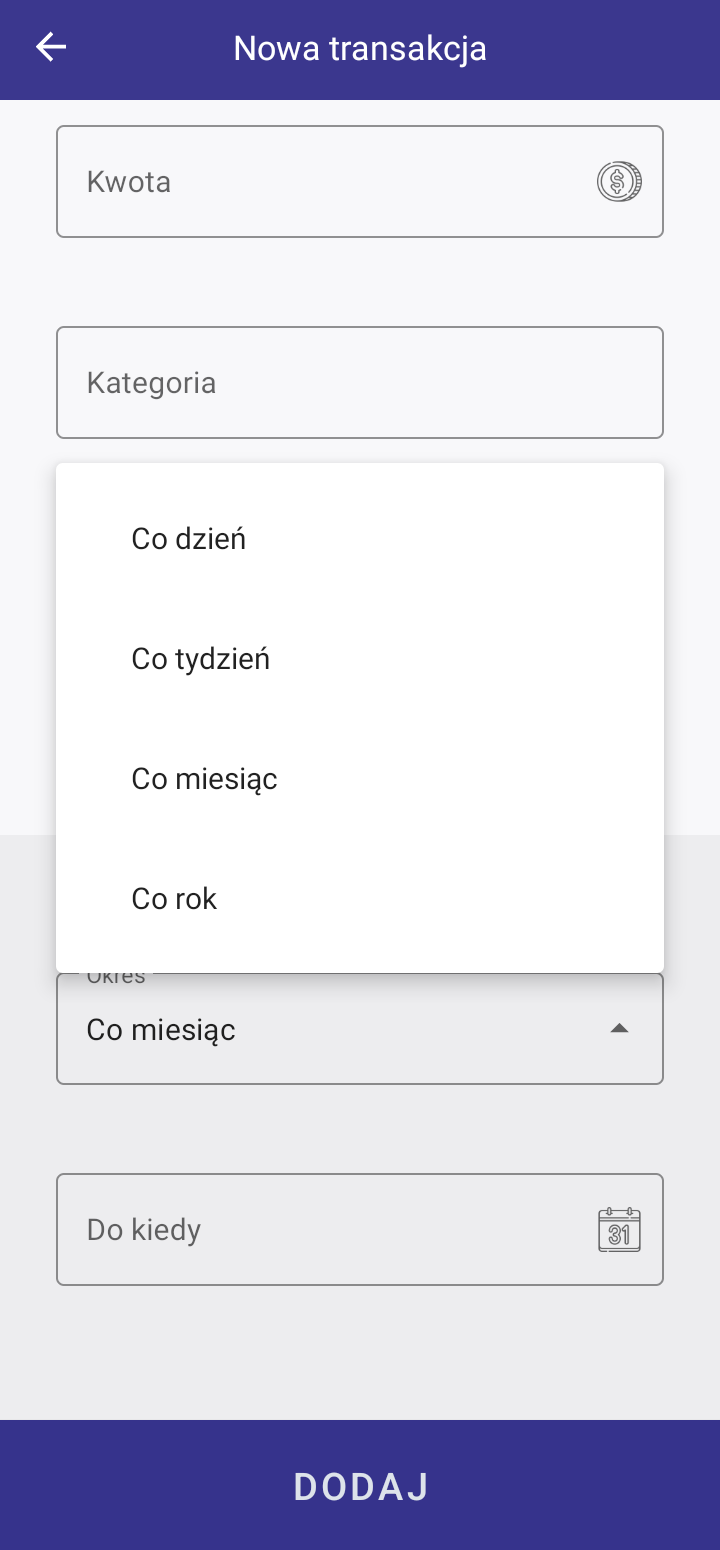 Nowa transakcja
Kwota
Kategoria
Co dzień
Co tydzień
Co miesiąc
Co rok
Okres
Co miesiąc
Do kiedy
31
DODAJ